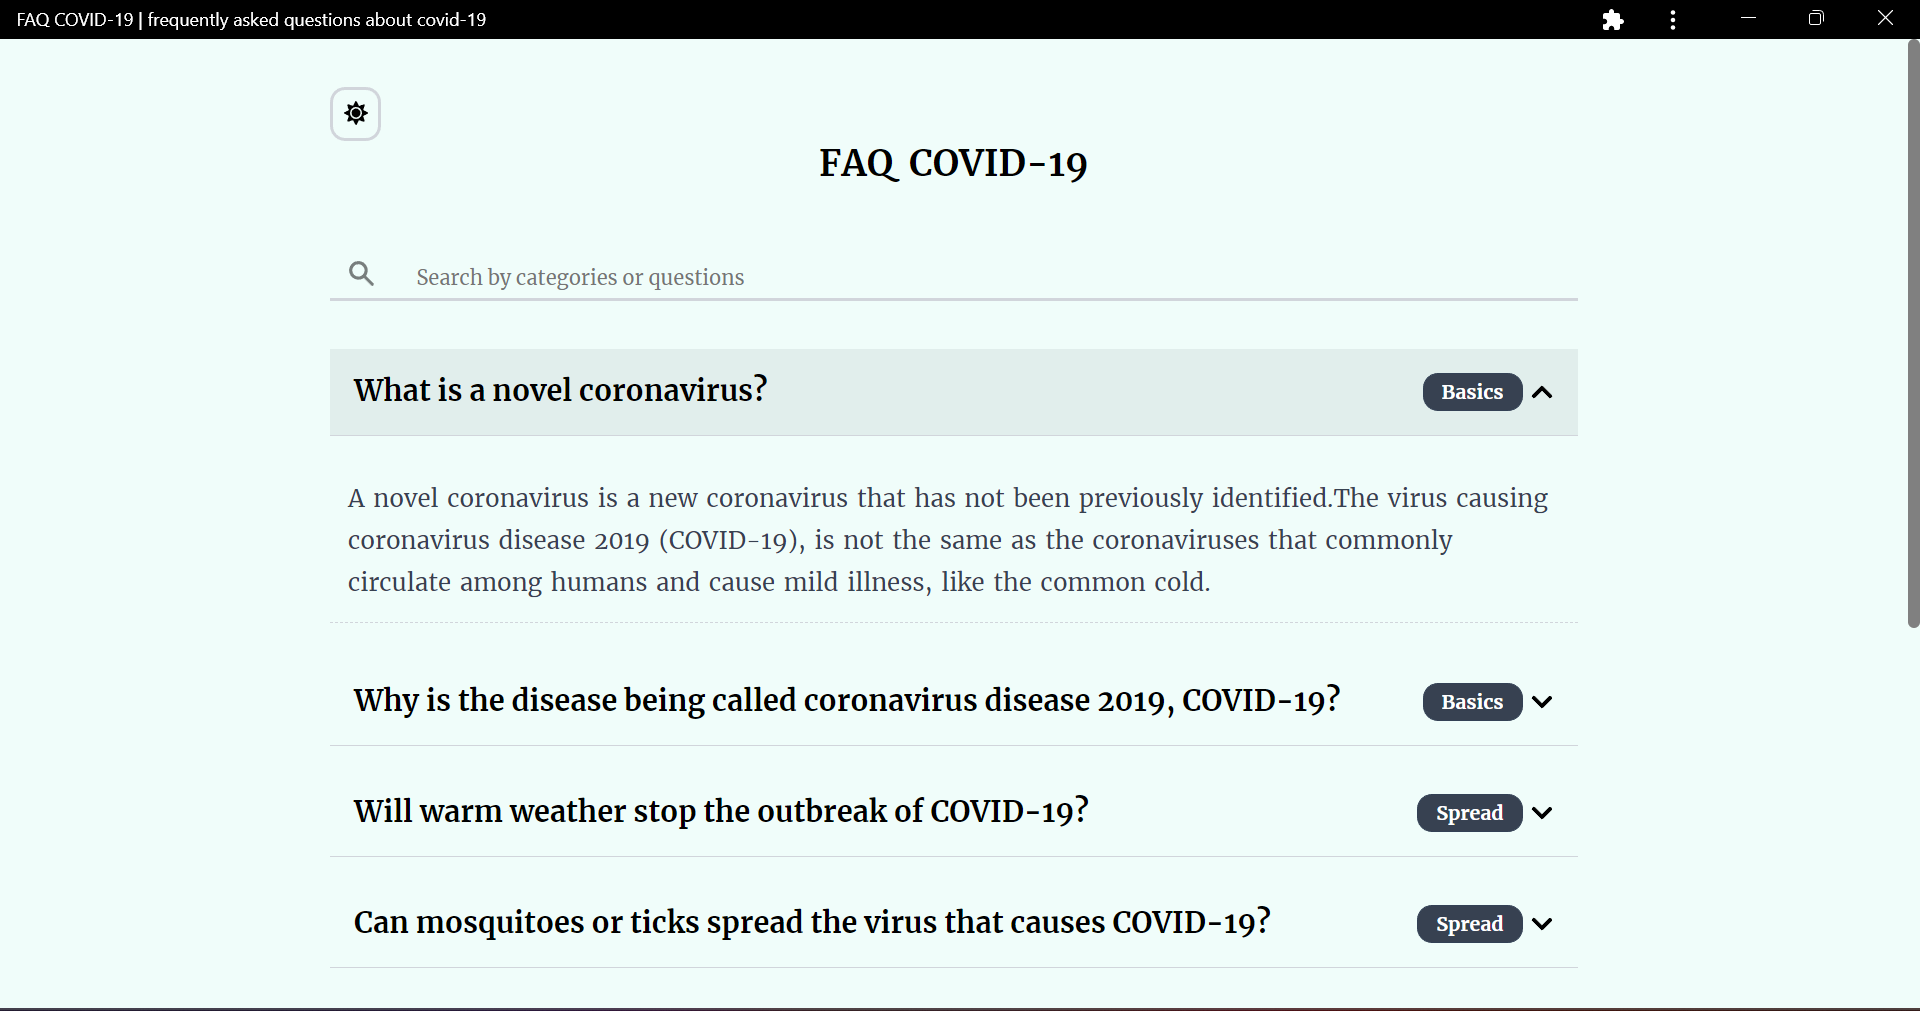 FAQ COVID-19 | frequently asked questions about covid-19
FAQ COVID-19
Search by categories or questions
What is a novel coronavirus? Basics
A novel coronavirus is a new coronavirus that has not been previously identified.The virus causing
coronavirus disease 2019 (COVID-19), is not the same as the coronaviruses that commonly
circulate among humans and cause mild illness, like the common cold.
Why is the disease being called coronavirus disease 2019, COVID-19? Basics
Will warm weather stop the outbreak of COVID-19? Spread
Can mosquitoes or ticks spread the virus that causes COVID-19? Spread